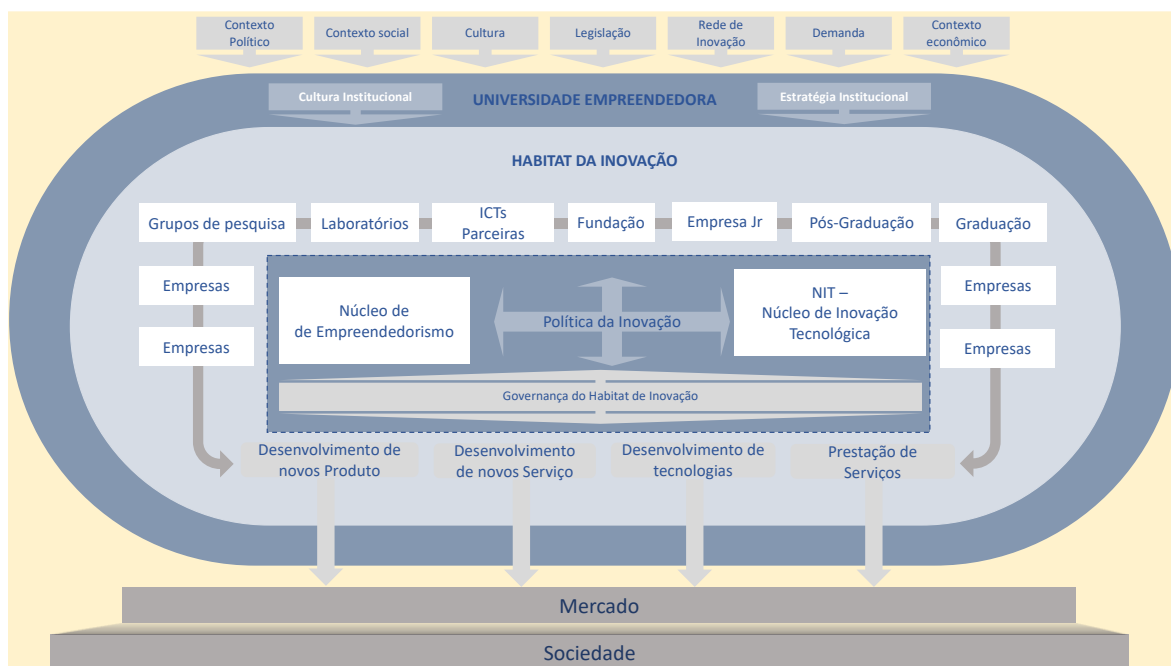 Contexto
Político
Contexto social
Cultura
Legislação
Rede de
Inovação
Demanda
Contexto
econômico
Cultura Institucional
UNIVERSIDADE EMPREENDEDORA
Estratégia Institucional
HABITAT DA INOVAÇÃO
Grupos de pesquisa
Laboratórios
ICTs
Parceiras
Fundação
Empresa Jr
Pós-Graduação
Graduação
Empresas
Empresas
Núcleo de
de Empreendedorismo
Política da Inovação
NIT –
Núcleo de Inovação
Tecnológica
Empresas
Empresas
Governança do Habitat de Inovação
Desenvolvimento de
novos Produto
Desenvolvimento
de novos Serviço
Desenvolvimento de
tecnologias
Prestação de
Serviços
Mercado
Sociedade